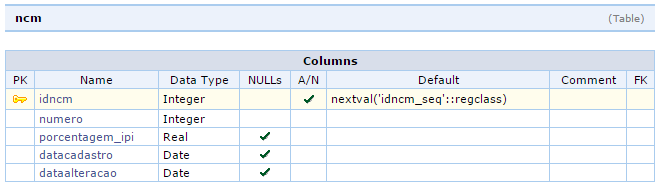 ncm (Table)
Columns
PK Name Data Type NULLs A/N Default Comment FK
idncm Integer nextval('idncm_seq'::regclass)
numero Integer
porcentagem_ipi Real
datacadastro Date
dataalteracao Date